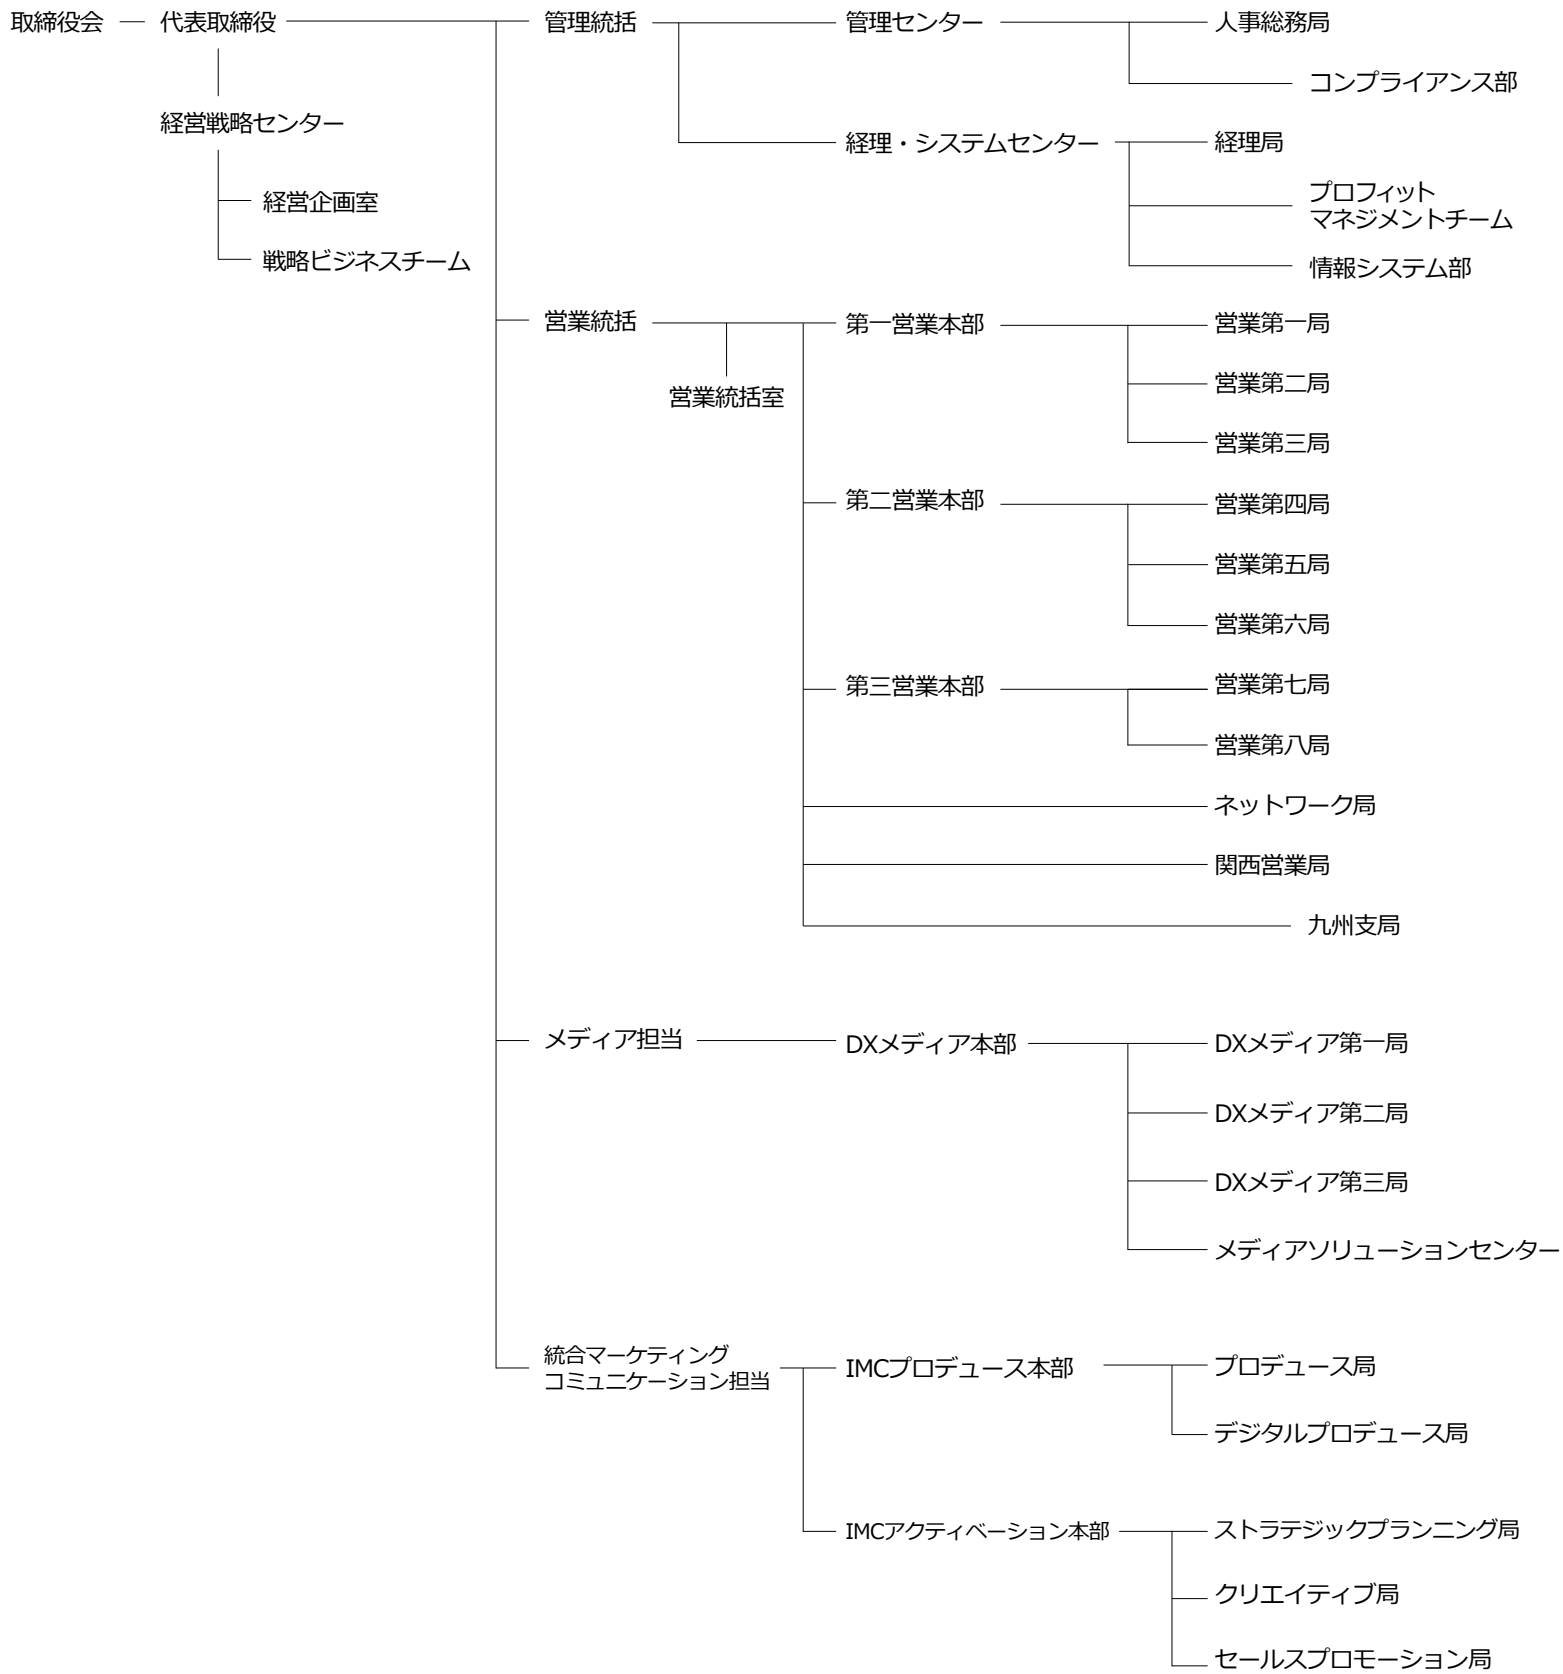 取締役会
代表取締役
経営戦略センター
経営企画室
戦略ビジネスチーム
管理統括
管理センター
人事総務局
コンプライアンス部
経理・システムセンター
経理局
プロフィット
マネジメントチーム
情報システム部
営業統括
営業統括室
第一営業本部
営業第一局
営業第二局
営業第三局
第二営業本部
営業第四局
営業第五局
営業第六局
第三営業本部
営業第七局
営業第八局
ネットワーク局
関西営業局
九州支局
メディア担当
DXメディア本部
DXメディア第一局
DXメディア第二局
DXメディア第三局
メディアソリューションセンター
統合マーケティング
コミュニケーション担当
IMCプロデュース本部
プロデュース局
デジタルプロデュース局
IMCアクティベーション本部
ストラテジックプランニング局
クリエイティブ局
セールスプロモーション局